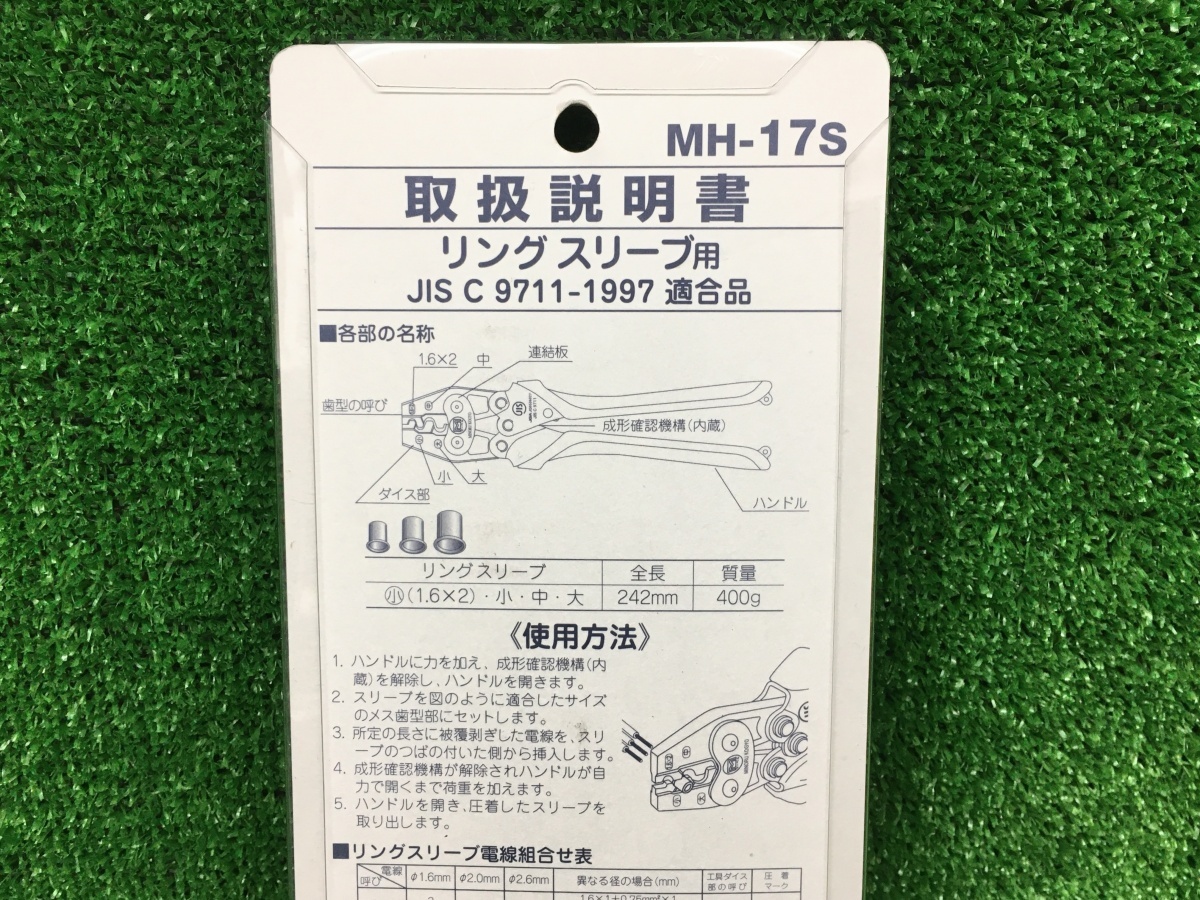 MH-17S
取扱説明書
リングスリーブ用
JIS C 9711-1997 適合品
■各部の名称
1.6×2
中
連結板
歯型の呼び
JIS
JIS C 9711
成形確認機構(内蔵)
小
大
ダイス部
ハンドル
リングスリーブ 全長 質量
㋛(1.6×2)・小・中・大 242mm 400g
《使用方法》
1. ハンドルに力を加え、成形確認機構(内
蔵)を解除し、ハンドルを開きます。
2. スリーブを図のように適合したサイズ
のメス歯型部にセットします。
3. 所定の長さに被覆剥ぎした電線を、スリ
ーブのつばの付いた側から挿入します。
4. 成形確認機構が解除されハンドルが自
力で開くまで荷重を加えます。
5. ハンドルを開き、圧着したスリーブを
取り出します。
■リングスリーブ電線組合せ表
電線
呼び φ1.6mm φ2.0mm φ2.6mm 異なる径の場合(mm) 工具ダイス部の呼び 圧着マーク